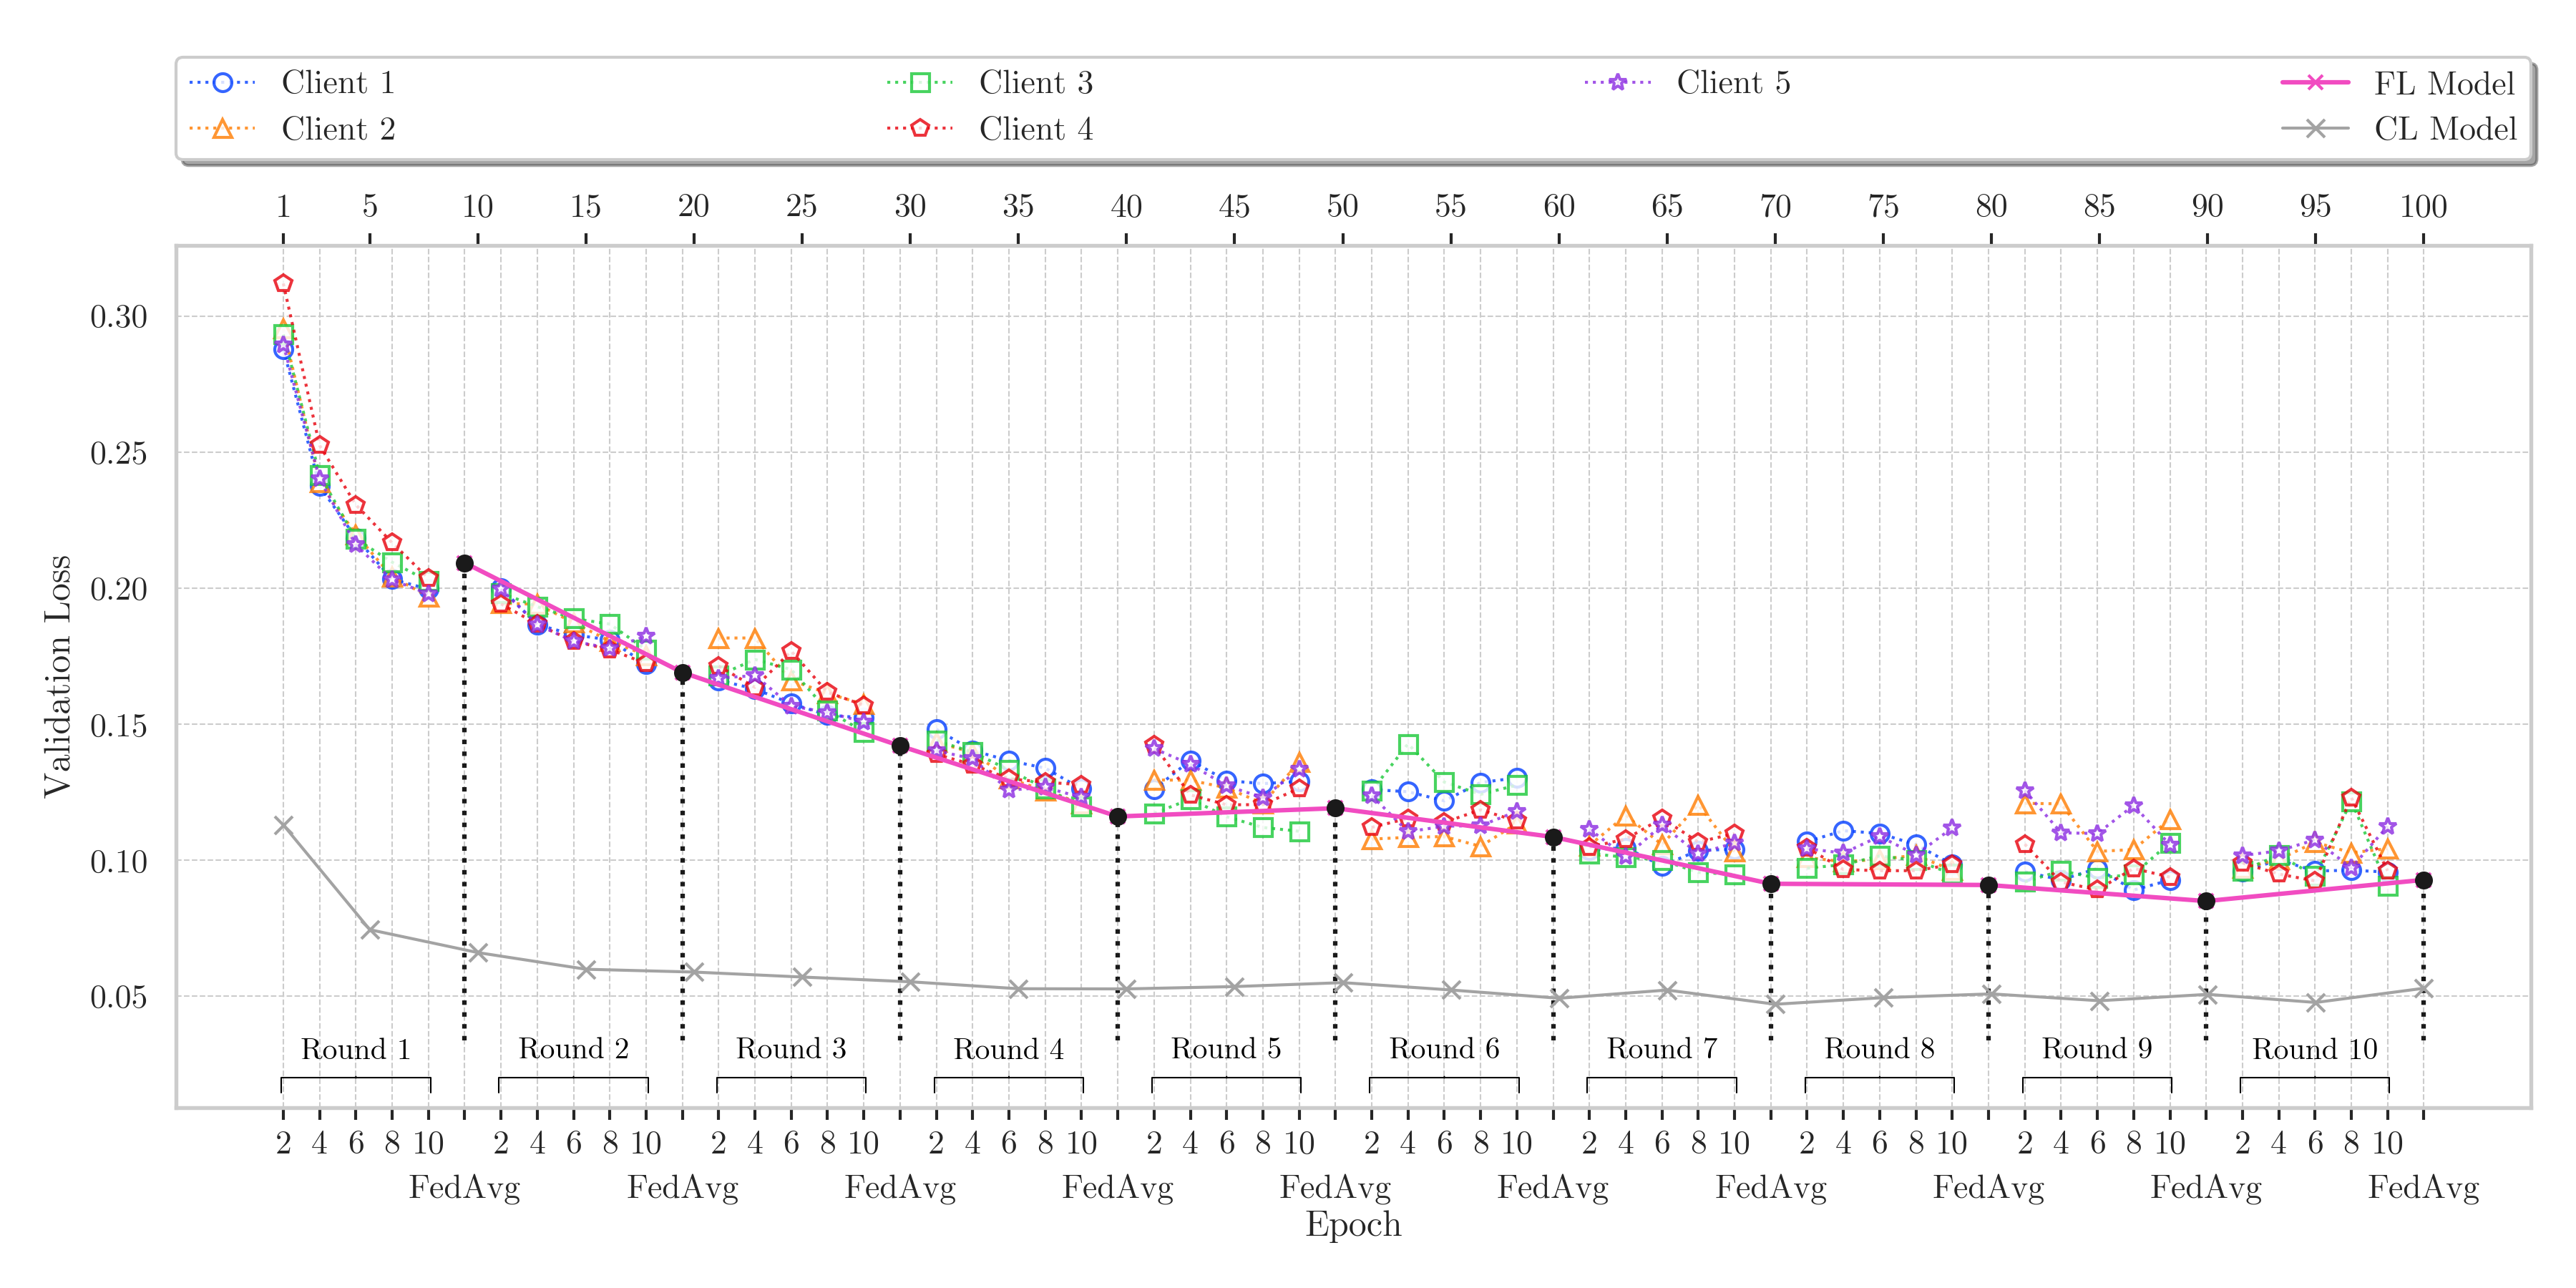 Client 1 Client 3 Client 5 FL Model
Client 2 Client 4 CL Model
1 5 10 15 20 25 30 35 40 45 50 55 60 65 70 75 80 85 90 95 100
0.30
0.25
0.20
0.15
0.10
0.05
Validation Loss
Round 1 Round 2 Round 3 Round 4 Round 5 Round 6 Round 7 Round 8 Round 9 Round 10
2 4 6 8 10 2 4 6 8 10 2 4 6 8 10 2 4 6 8 10 2 4 6 8 10 2 4 6 8 10 2 4 6 8 10 2 4 6 8 10 2 4 6 8 10 2 4 6 8 10
FedAvg FedAvg FedAvg FedAvg FedAvg FedAvg FedAvg FedAvg FedAvg FedAvg
Epoch